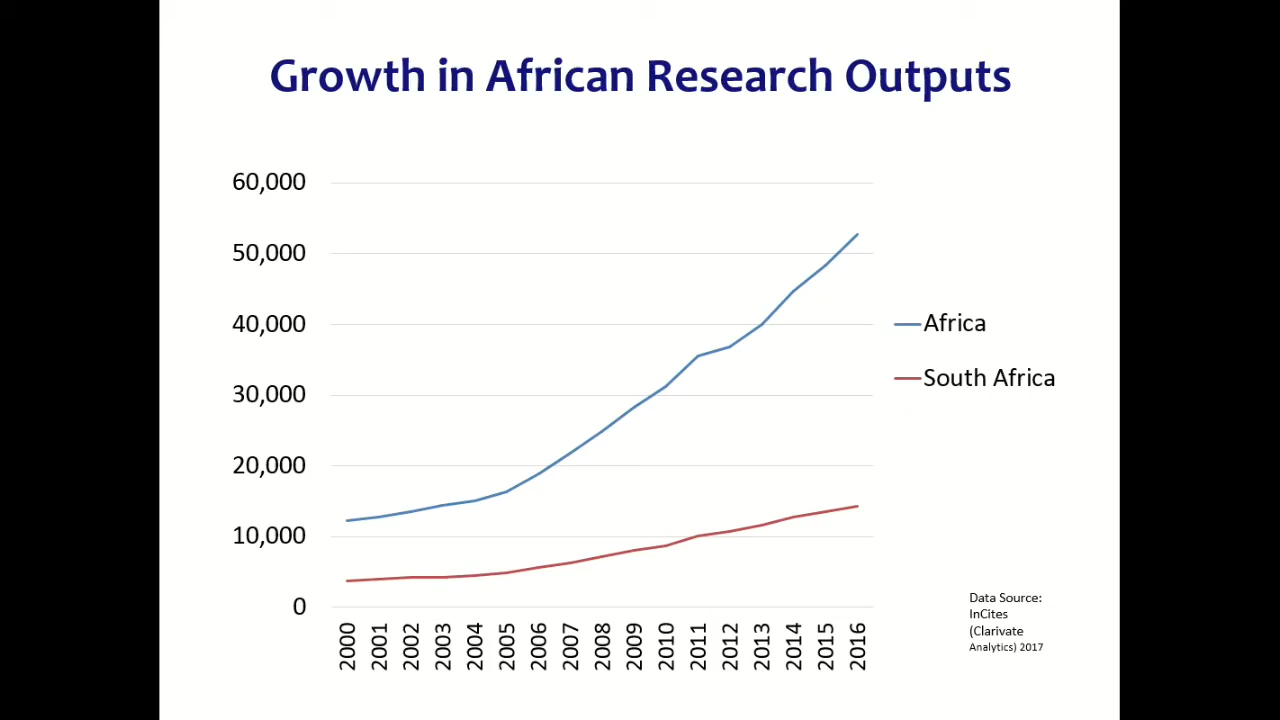 Growth in African Research Outputs
60,000
50,000
40,000
30,000
20,000
10,000
0
2000 2001 2002 2003 2004 2005 2006 2007 2008 2009 2010 2011 2012 2013 2014 2015 2016
Africa
South Africa
Data Source:
InCites
(Clarivate
Analytics) 2017